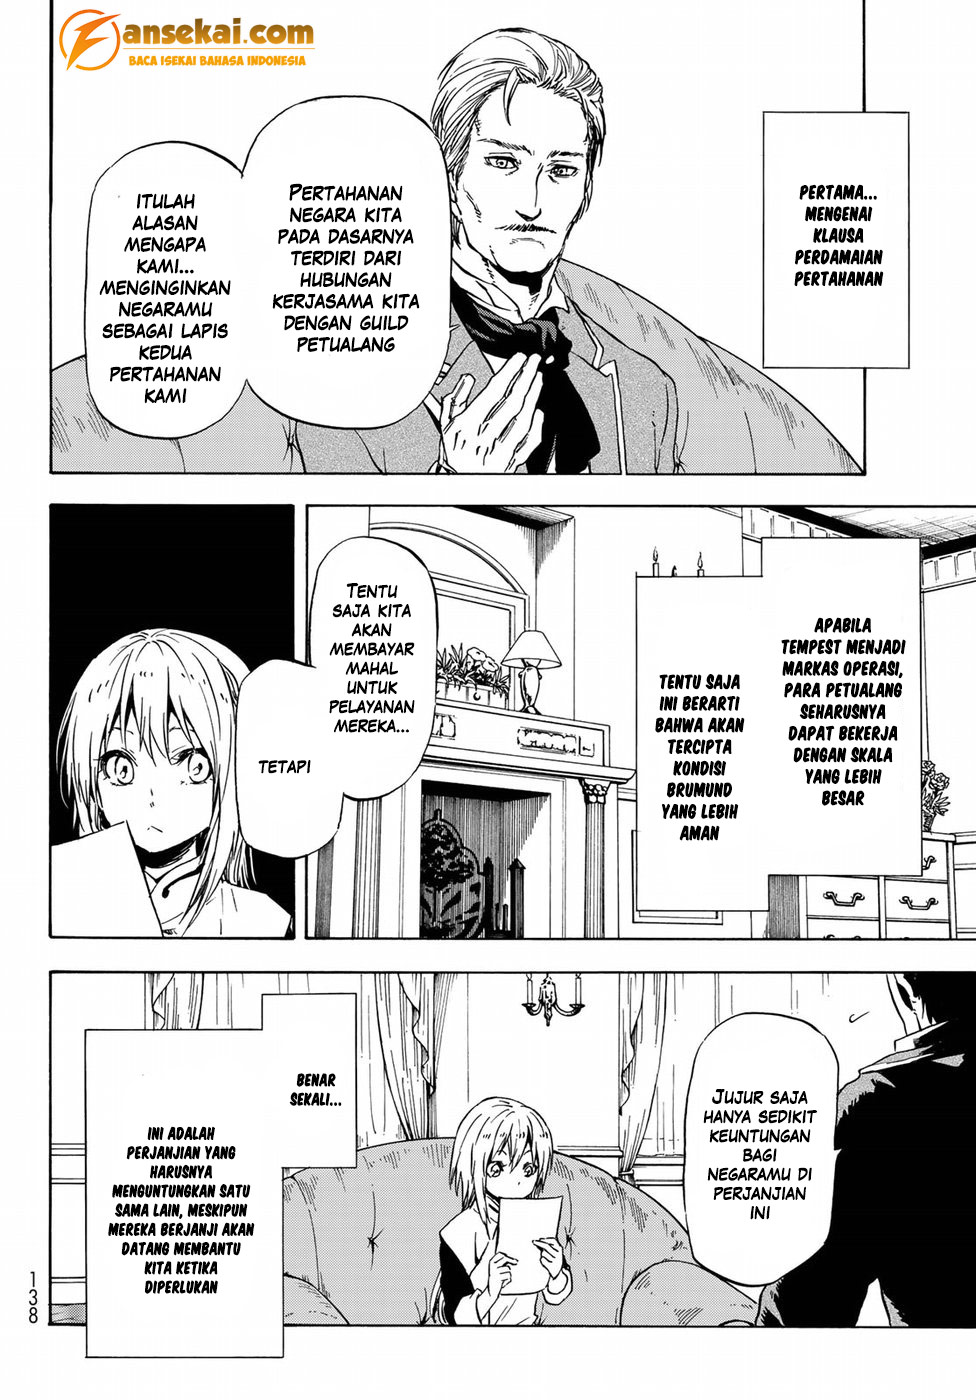 Fansekai.com
BACA ISEKAI BAHASA INDONESIA
PERTAMA...
MENGENAI
KLAUSA
PERDAMAIAN
PERTAHANAN
PERTAHANAN
NEGARA KITA
PADA DASARNYA
TERDIRI DARI
HUBUNGAN
KERJASAMA KITA
DENGAN GUILD
PETUALANG
ITULAH
ALASAN
MENGAPA
KAMI...
MENGINGINKAN
NEGARAMU
SEBAGAI LAPIS
KEDUA
PERTAHANAN
KAMI
APABILA
TEMPEST MENJADI
MARKAS OPERASI,
PARA PETUALANG
SEHARUSNYA
DAPAT BEKERJA
DENGAN SKALA
YANG LEBIH
BESAR
TENTU SAJA
INI BERARTI
BAHWA AKAN
TERCIPTA
KONDISI
BRUMUND
YANG LEBIH
AMAN
TENTU
SAJA KITA
AKAN
MEMBAYAR
MAHAL
UNTUK
PELAYANAN
MEREKA...
TETAPI
JUJUR SAJA
HANYA SEDIKIT
KEUNTUNGAN
BAGI
NEGARAMU DI
PERJANJIAN
INI
BENAR
SEKALI...
INI ADALAH
PERJANJIAN YANG
HARUSNYA
MENGUNTUNGKAN SATU
SAMA LAIN, MESKIPUN
MEREKA BERJANJI AKAN
DATANG MEMBANTU
KITA KETIKA
DIPERLUKAN
138